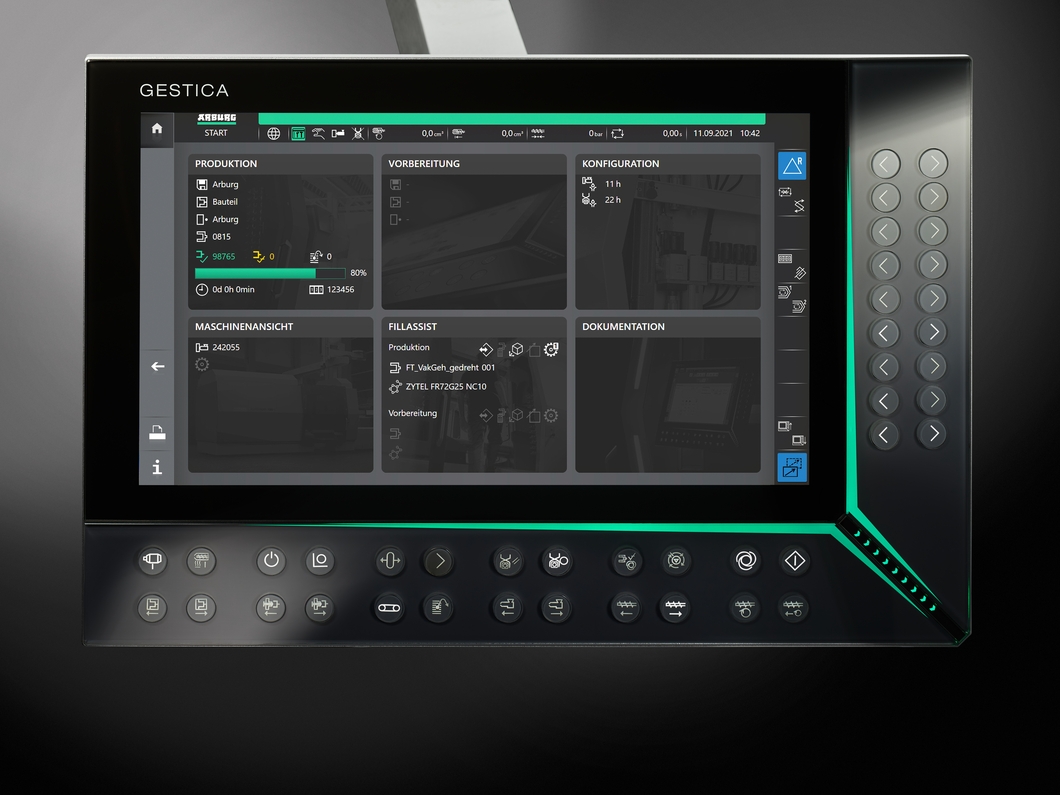 GESTICA
ARBURG
START
0,0 cm³
0,0 cm³
0 bar
0,00 s
11.09.2021 10:42
R
PRODUKTION
Arburg
Bauteil
Arburg
0815
98765
0
0
80%
0d 0h 0min
123456
VORBEREITUNG
-
-
-
KONFIGURATION
11 h
22 h
MASCHINENANSICHT
242055
FILLASSIST
Produktion
FT_VakGeh_gedreht 001
ZYTEL FR72G25 NC10
Vorbereitung
DOKUMENTATION